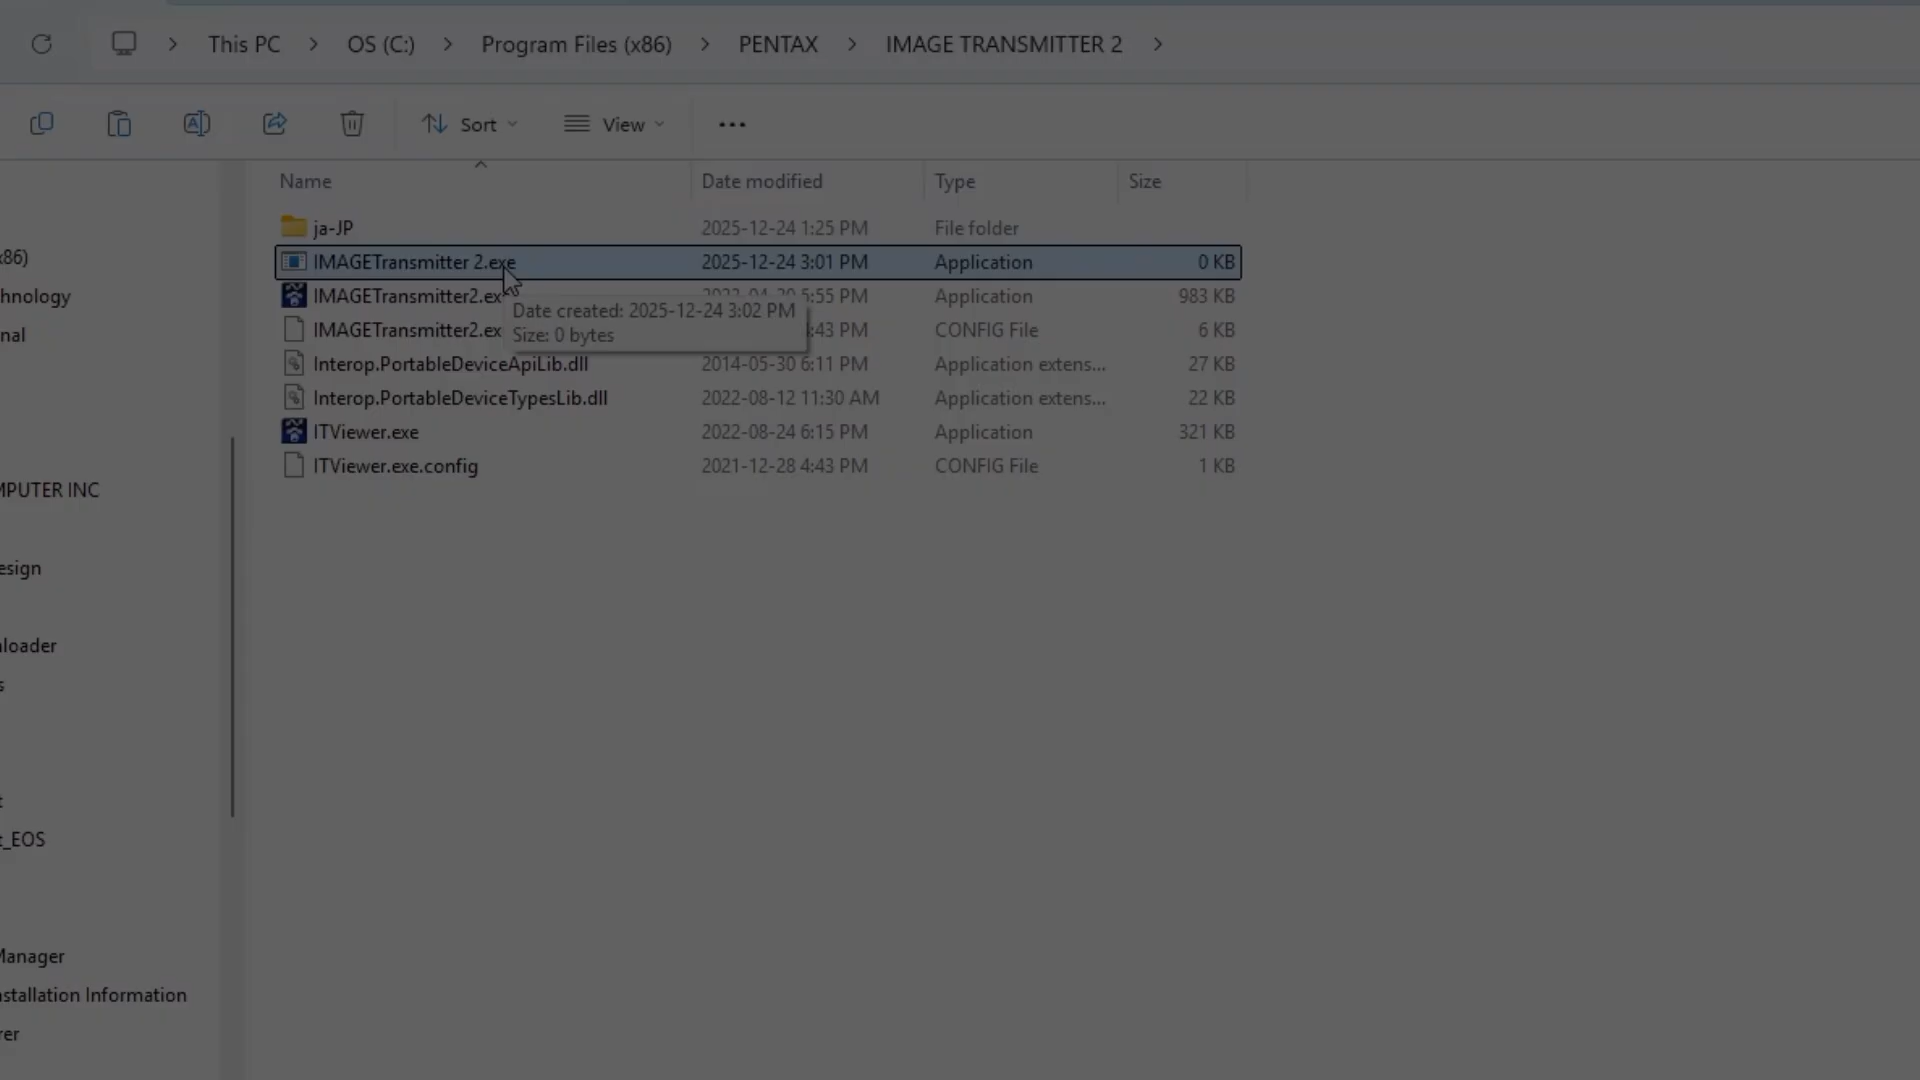 This PC > OS (C:) > Program Files (x86) > PENTAX > IMAGE TRANSMITTER 2 >
Sort View
Name Date modified Type Size
ja-JP 2025-12-24 1:25 PM File folder
IMAGETransmitter 2.exe 2025-12-24 3:01 PM Application 0 KB
IMAGETransmitter2.ex 5:55 PM Application 983 KB
Date created: 2025-12-24 3:02 PM
Size: 0 bytes
IMAGETransmitter2.ex :43 PM CONFIG File 6 KB
Interop.PortableDeviceApiLib.dll 2014-05-30 6:11 PM Application extens... 27 KB
Interop.PortableDeviceTypesLib.dll 2022-08-12 11:30 AM Application extens... 22 KB
ITViewer.exe 2022-08-24 6:15 PM Application 321 KB
ITViewer.exe.config 2021-12-28 4:43 PM CONFIG File 1 KB
x86)
hnology
nal
MPUTER INC
esign
nloader
s
t
t_EOS
Manager
nstallation Information
rer